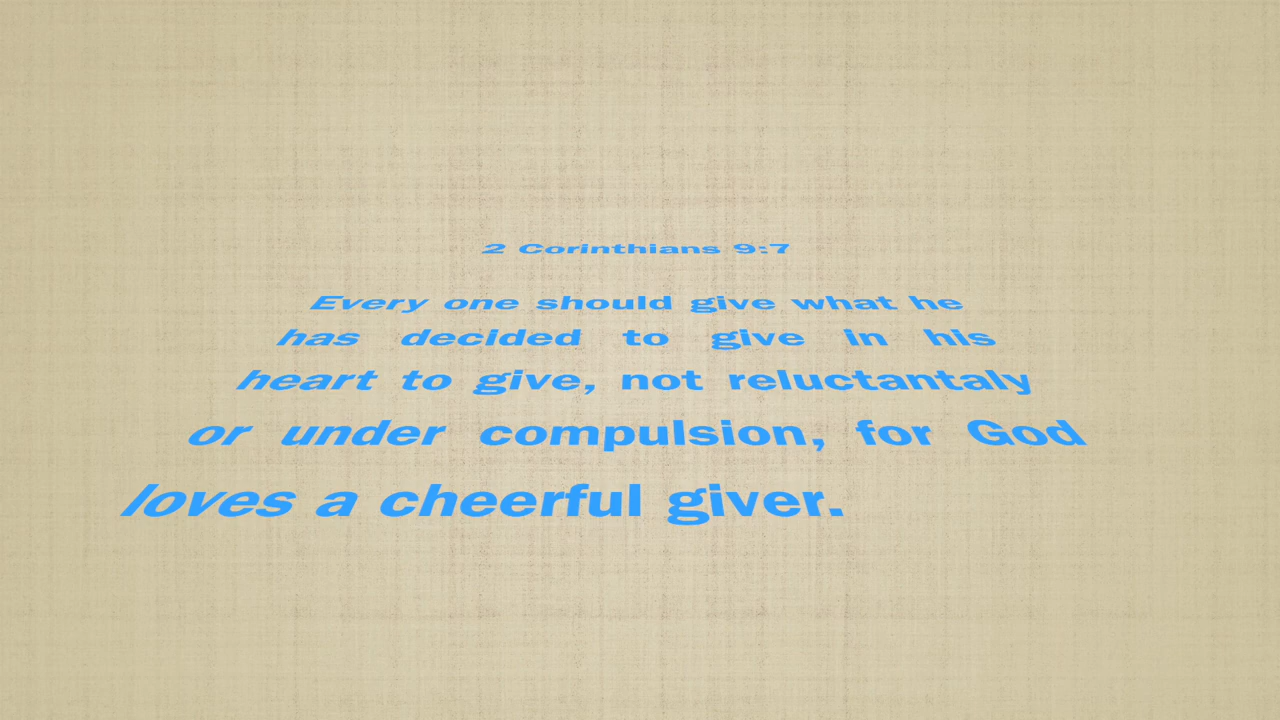 2 Corinthians 9:7
Every one should give what he
has decided to give in his
heart to give, not reluctantaly
or under compulsion, for God
loves a cheerful giver.